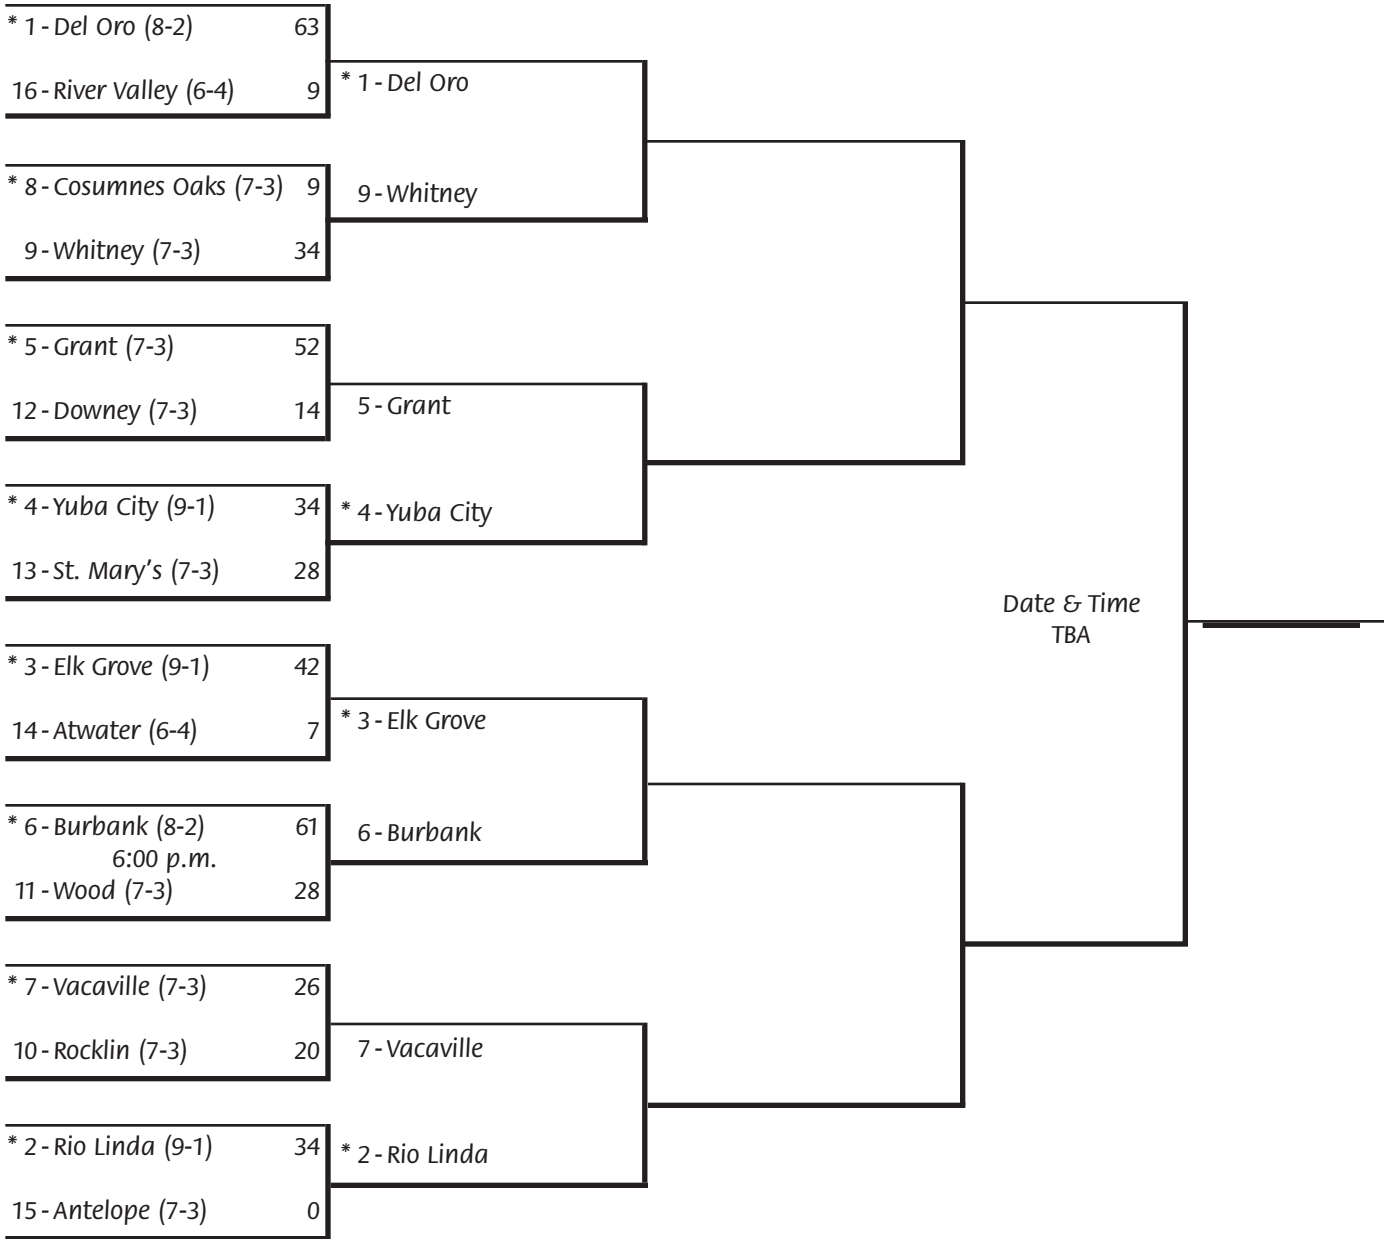 * 1 - Del Oro (8-2) 63
16 - River Valley (6-4) 9
* 8 - Cosumnes Oaks (7-3) 9
9 - Whitney (7-3) 34
* 5 - Grant (7-3) 52
12 - Downey (7-3) 14
* 4 - Yuba City (9-1) 34
13 - St. Mary's (7-3) 28
* 3 - Elk Grove (9-1) 42
14 - Atwater (6-4) 7
* 6 - Burbank (8-2) 61
6:00 p.m.
11 - Wood (7-3) 28
* 7 - Vacaville (7-3) 26
10 - Rocklin (7-3) 20
* 2 - Rio Linda (9-1) 34
15 - Antelope (7-3) 0
* 1 - Del Oro
9 - Whitney
5 - Grant
* 4 - Yuba City
* 3 - Elk Grove
6 - Burbank
7 - Vacaville
* 2 - Rio Linda
Date & Time
TBA